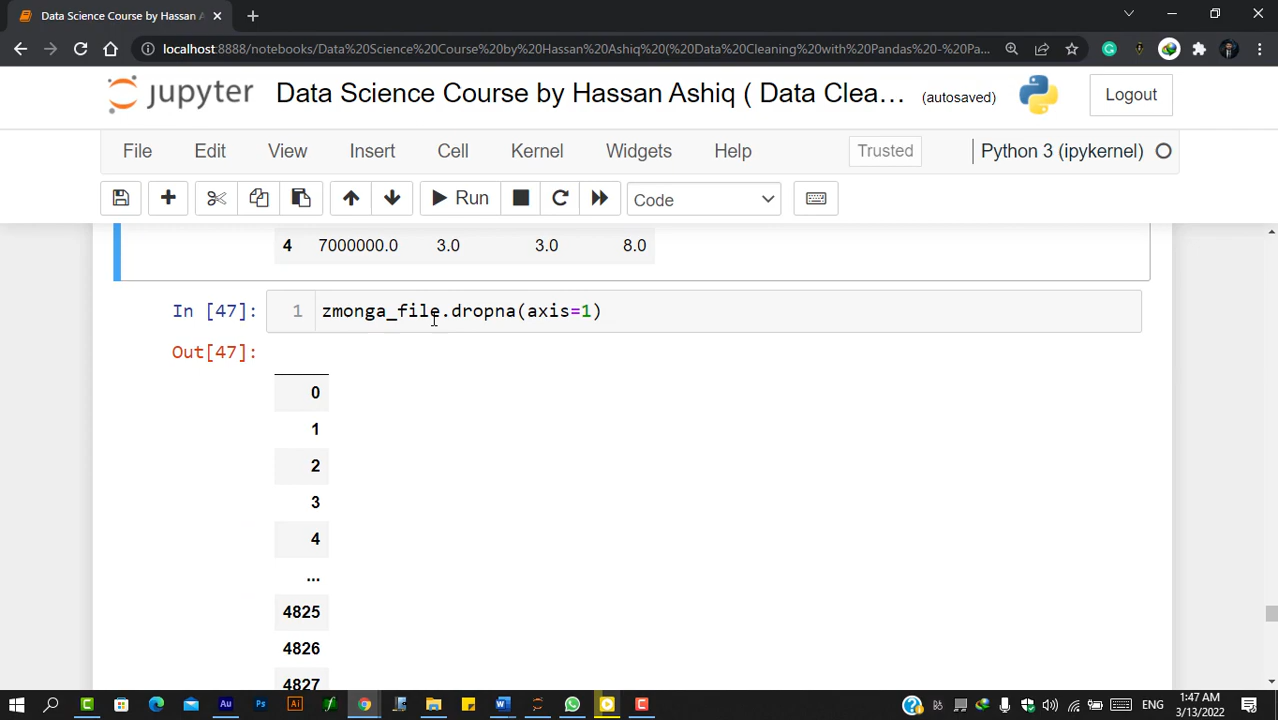 Data Science Course by Hassan A
localhost:8888/notebooks/Data%20Science%20Course%20by%20Hassan%20Ashiq%20(%20Data%20Cleaning%20with%20Pandas%20-%20Pa...
jupyter Data Science Course by Hassan Ashiq ( Data Clea... (autosaved) Logout
File Edit View Insert Cell Kernel Widgets Help Trusted Python 3 (ipykernel)
Run Code
4 7000000.0 3.0 3.0 8.0
In [47]: 1 zmonga_file.dropna(axis=1)
Out[47]:
0
1
2
3
4
...
4825
4826
4827
ENG 1:47 AM
3/13/2022